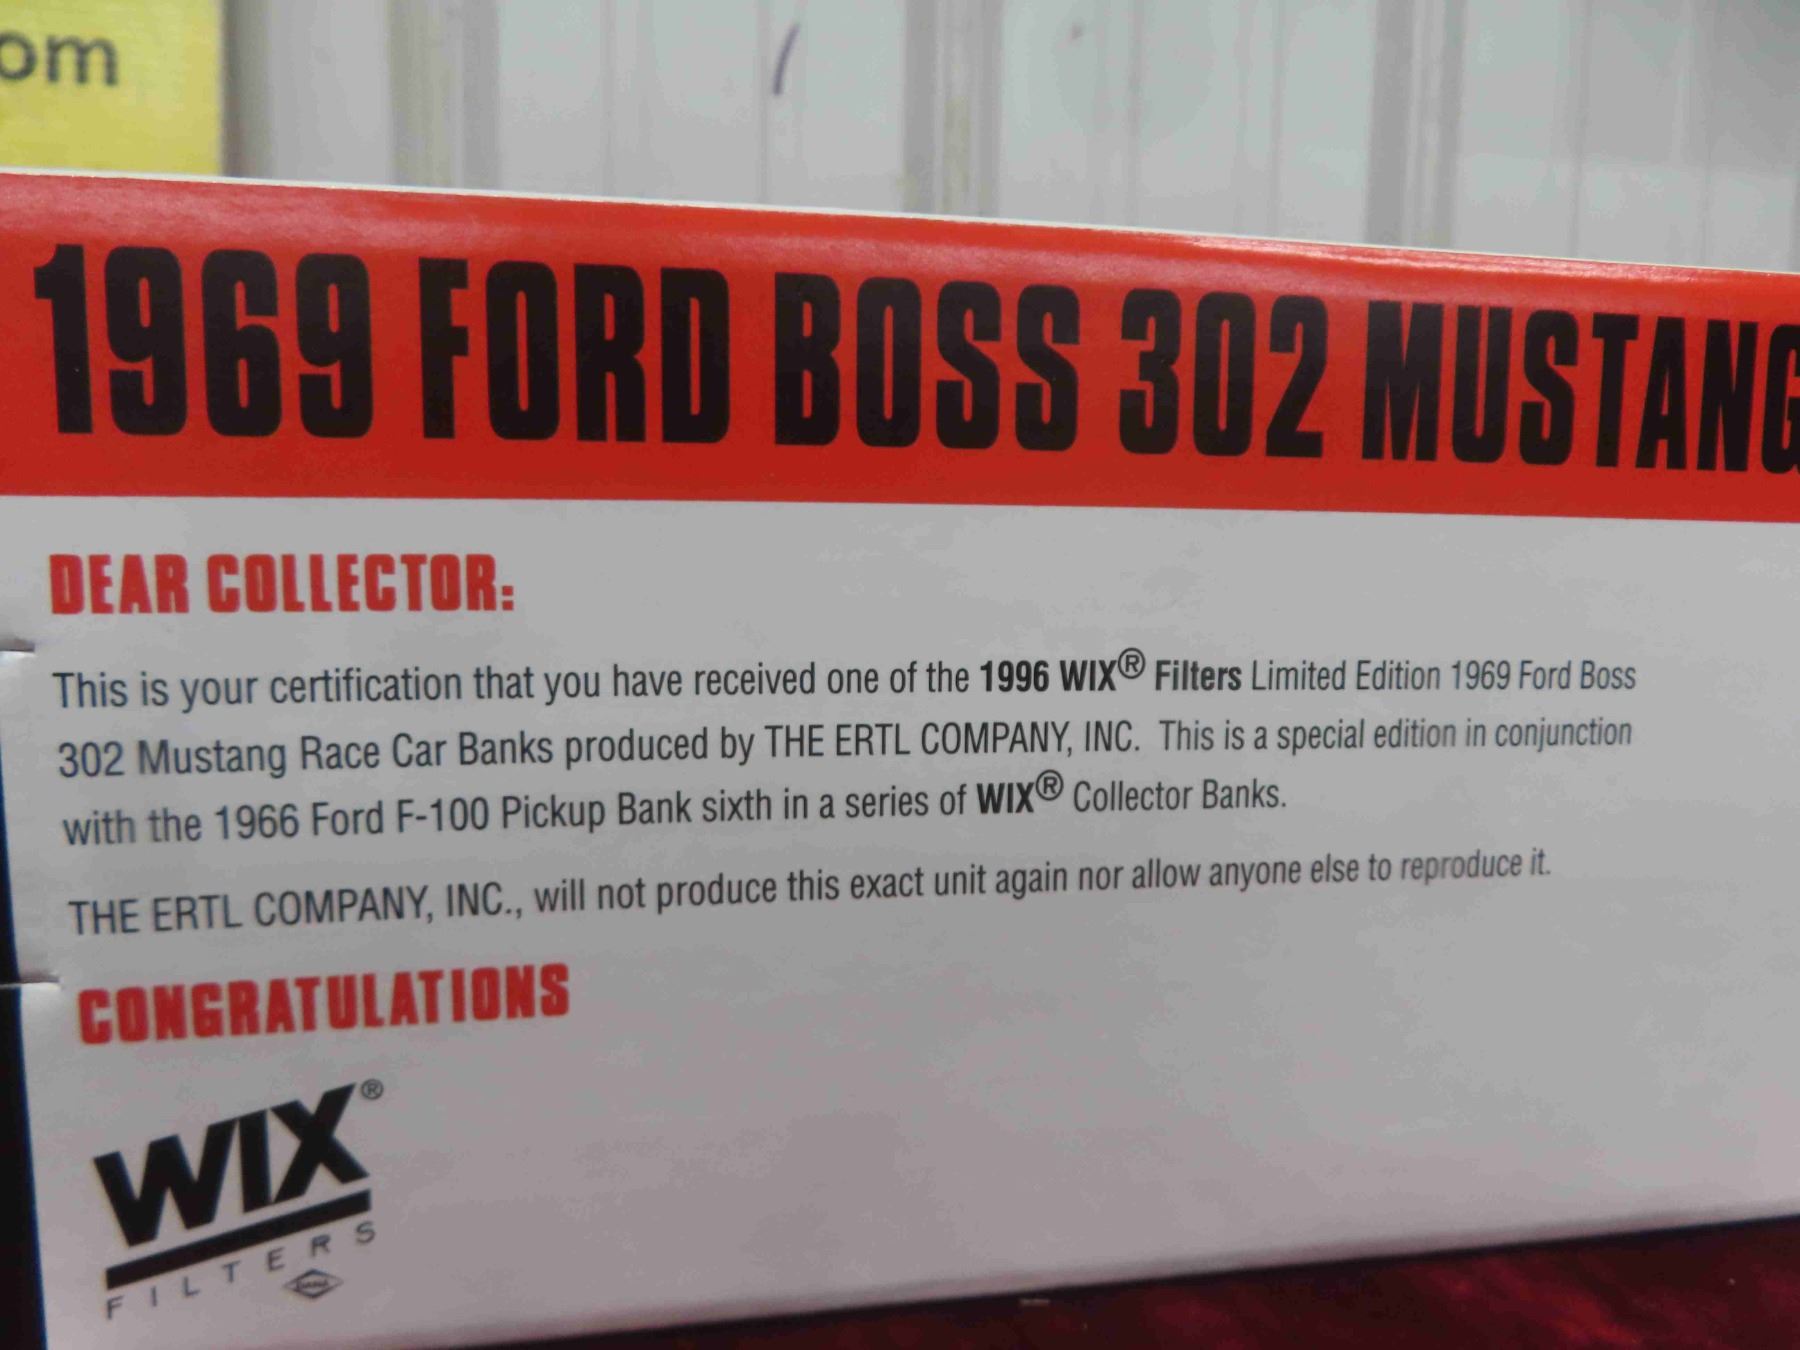 om
1969 FORD BOSS 302 MUSTANG
DEAR COLLECTOR:
This is your certification that you have received one of the 1996 WIX® Filters Limited Edition 1969 Ford Boss
302 Mustang Race Car Banks produced by THE ERTL COMPANY, INC. This is a special edition in conjunction
with the 1966 Ford F-100 Pickup Bank sixth in a series of WIX® Collector Banks.
THE ERTL COMPANY, INC., will not produce this exact unit again nor allow anyone else to reproduce it.
CONGRATULATIONS
WIX®
FILTERS
DANA